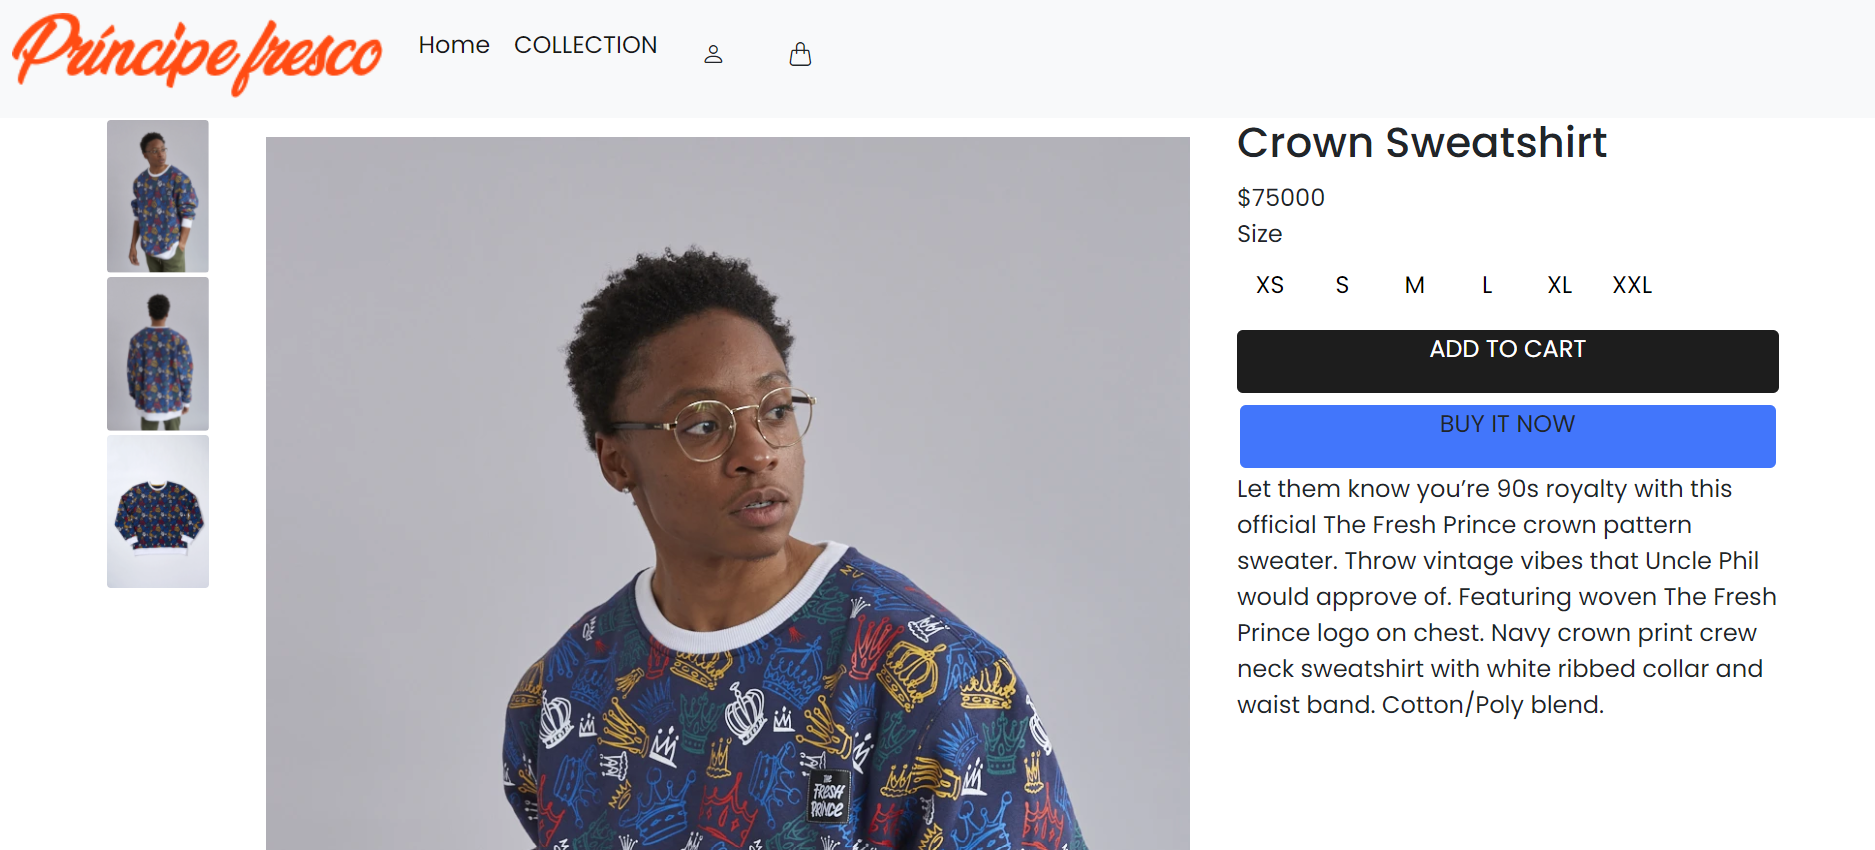 Príncipe fresco
Home COLLECTION
Crown Sweatshirt
$75000
Size
XS S M L XL XXL
ADD TO CART
BUY IT NOW
Let them know you’re 90s royalty with this
official The Fresh Prince crown pattern
sweater. Throw vintage vibes that Uncle Phil
would approve of. Featuring woven The Fresh
Prince logo on chest. Navy crown print crew
neck sweatshirt with white ribbed collar and
waist band. Cotton/Poly blend.
THE
FRESH
PRINCE